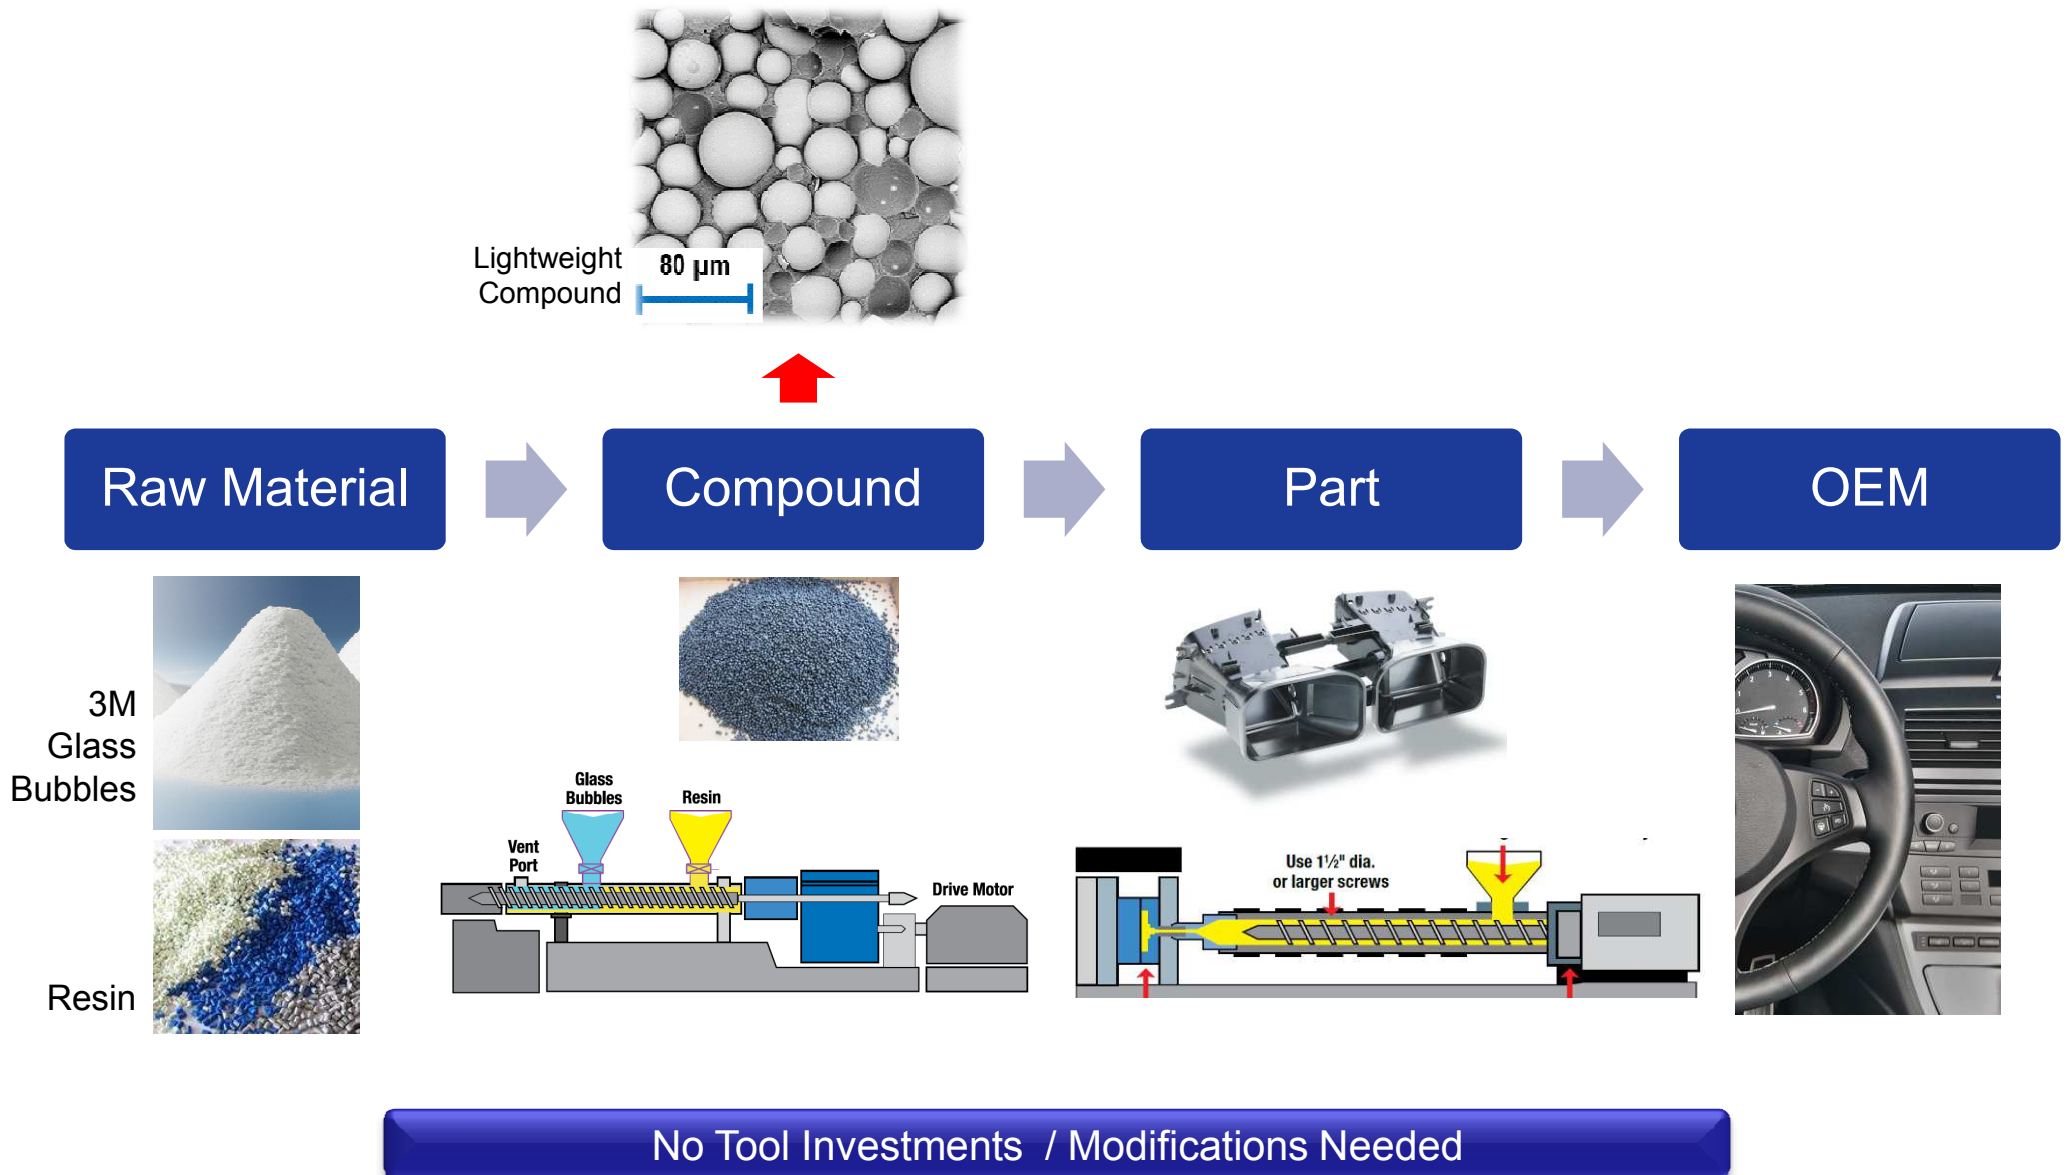 Lightweight
Compound
80 µm
Raw Material
Compound
Part
OEM
3M
Glass
Bubbles
Resin
Glass
Bubbles
Resin
Vent
Port
Drive Motor
Use 1½" dia.
or larger screws
No Tool Investments / Modifications Needed